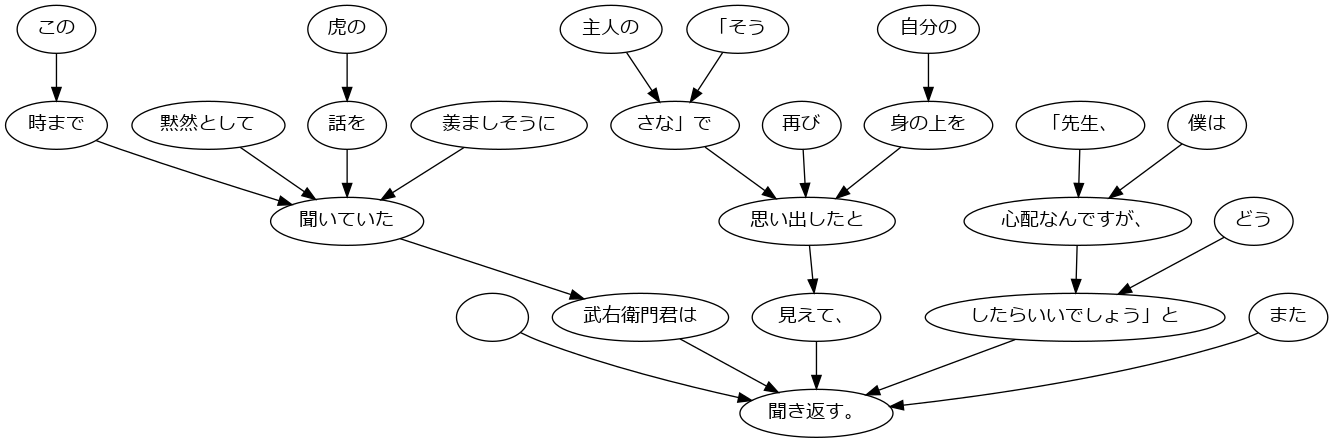 この
虎の
主人の
「そう
自分の
時まで
黙然として
話を
羨ましそうに
さな」で
再び
身の上を
「先生、
僕は
聞いていた
思い出したと
心配なんですが、
どう
武右衛門君は
見えて、
したらいいでしょう」と
また
聞き返す。